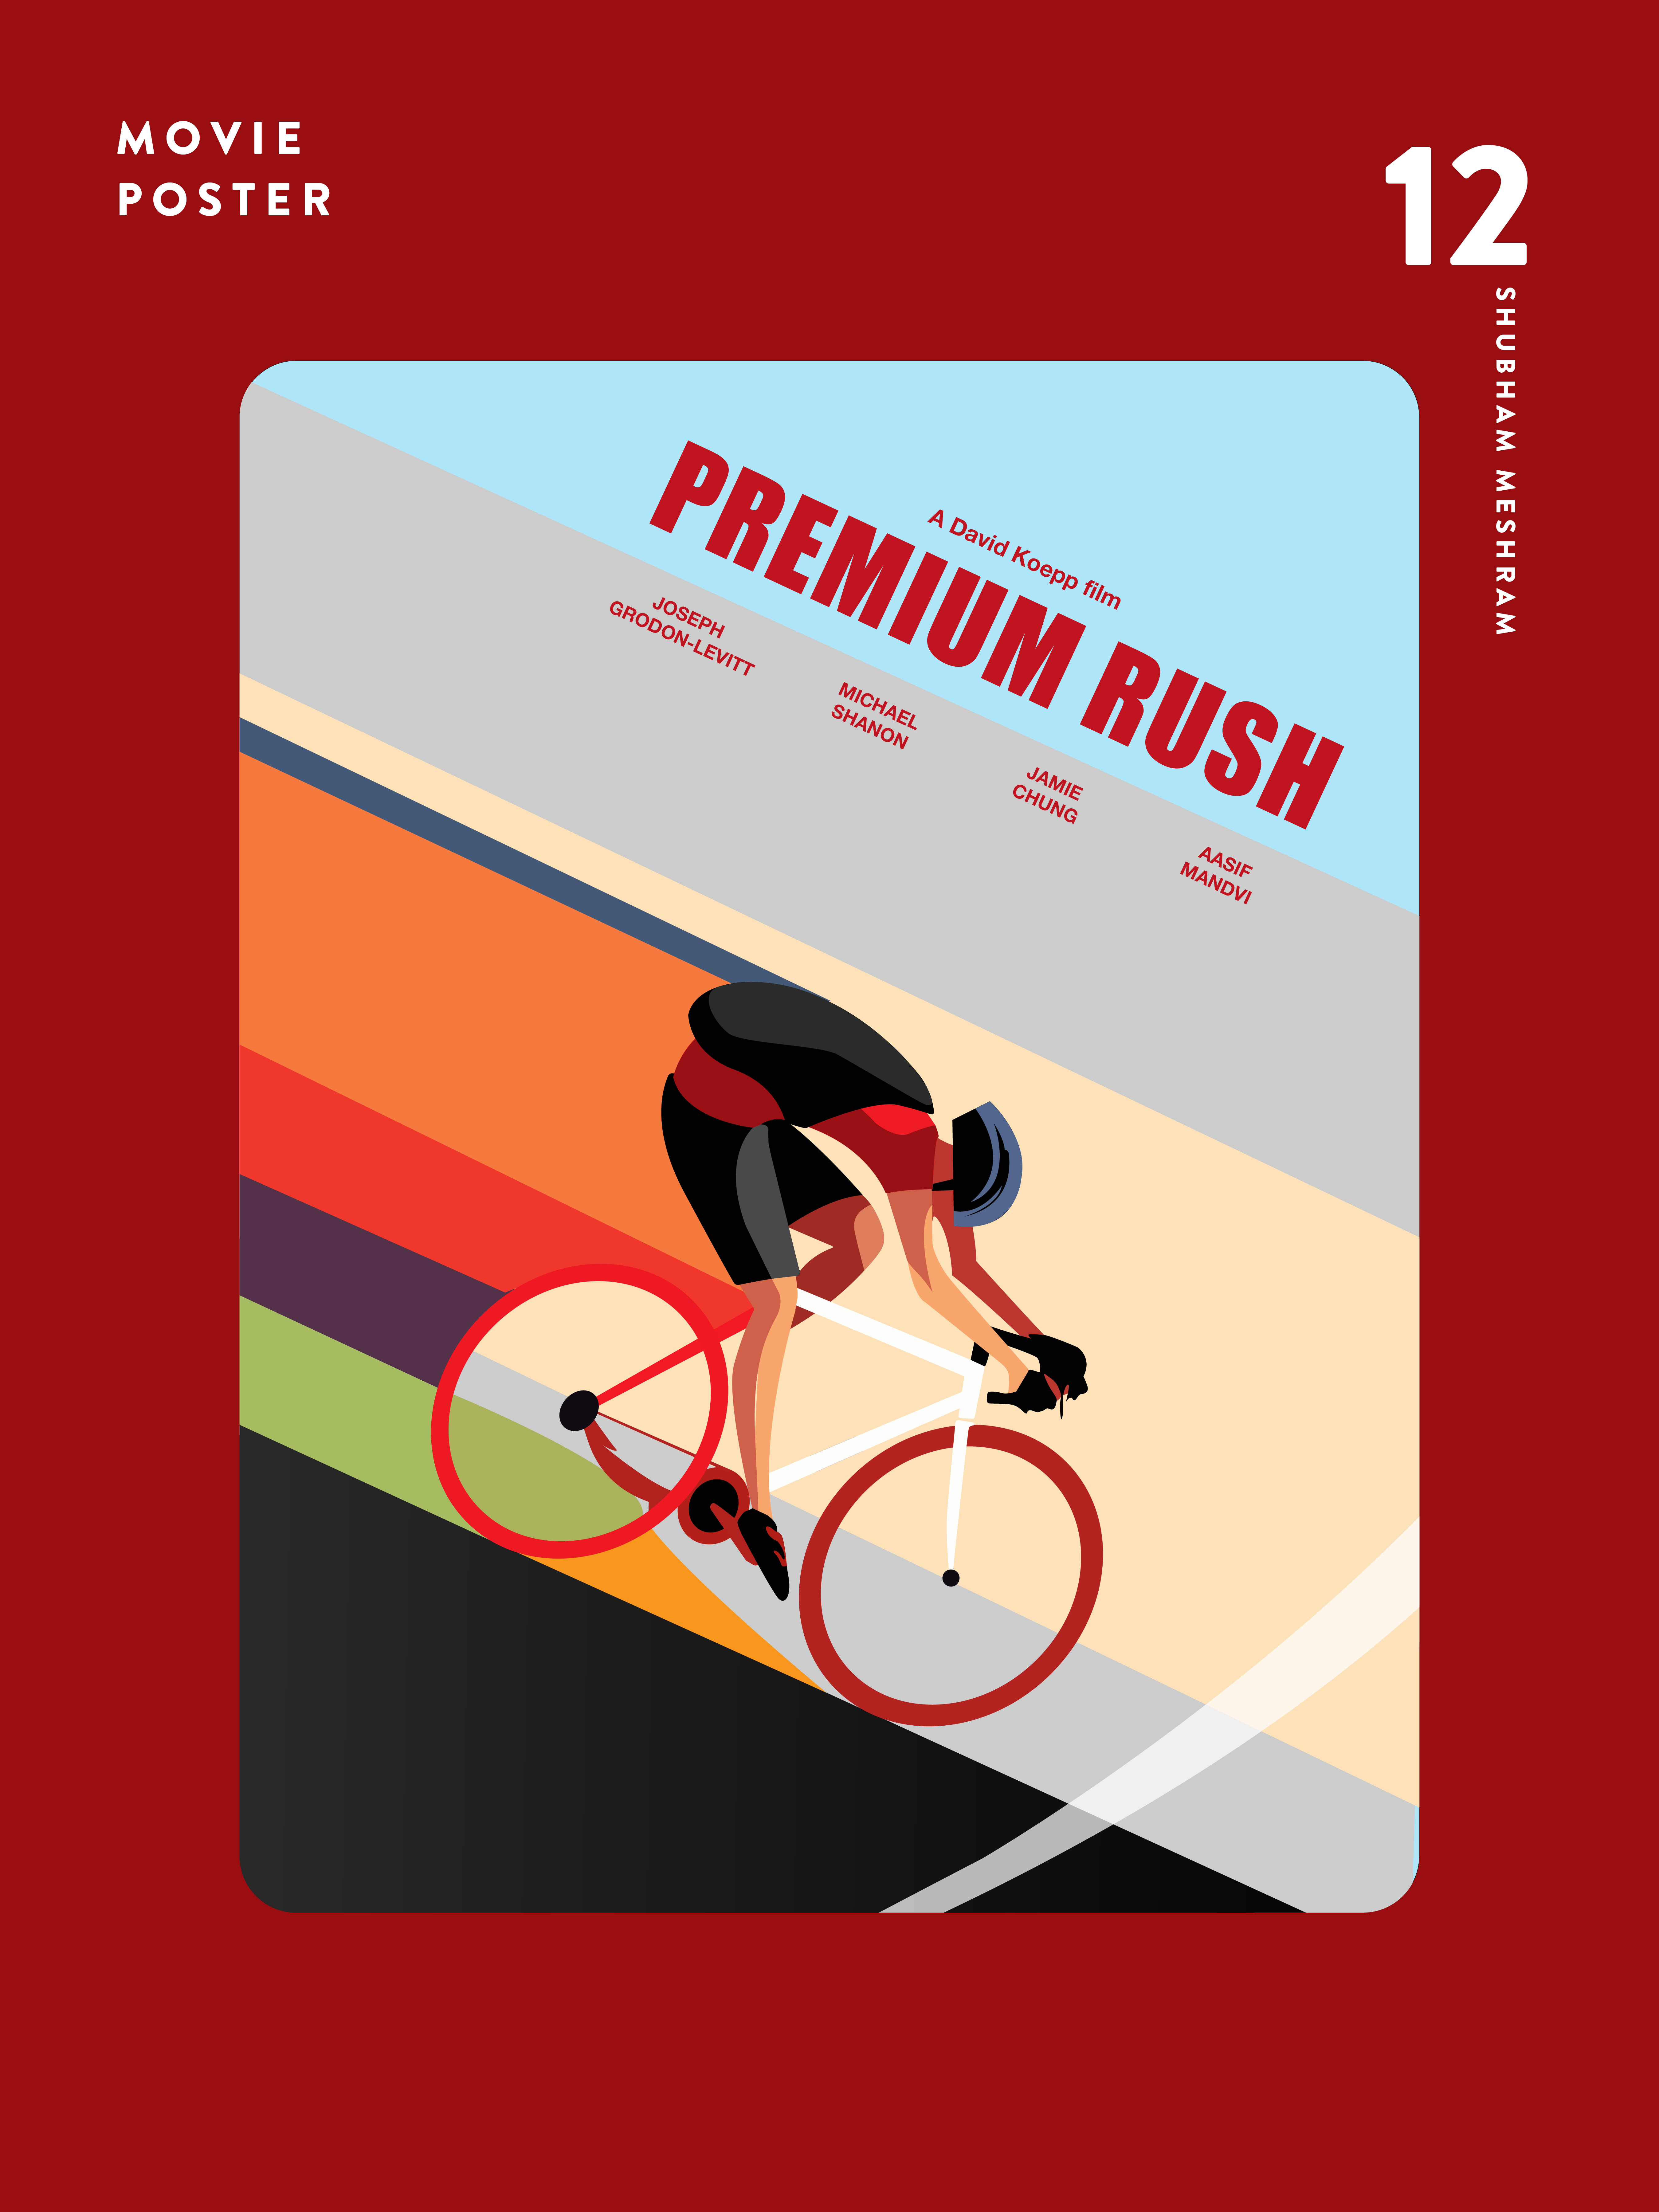 MOVIE
POSTER
12
SHUBHAM MESHRAM
A David Koepp film
PREMIUM RUSH
JOSEPH
GRODON-LEVITT
MICHAEL
SHANON
JAMIE
CHUNG
AASIF
MANDVI